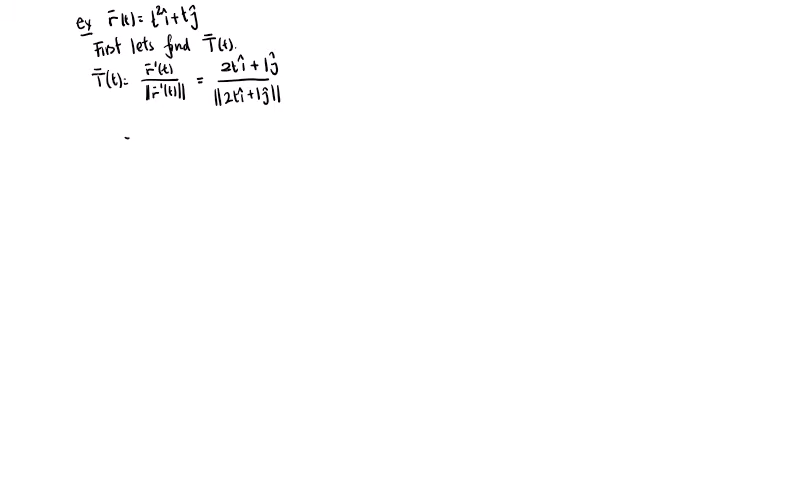 ex r̄(t) = t²î + tĵ
First lets find T̄(t).
T̄(t) = r̄'(t) / ||r̄'(t)|| = 2tî + 1ĵ / ||2tî + 1ĵ||